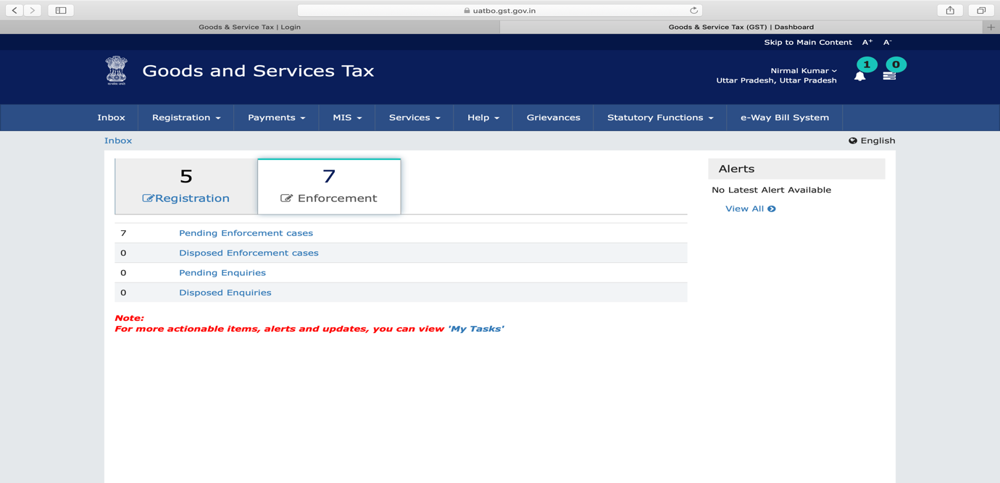 uatbo.gst.gov.in
Goods & Service Tax | Login
Goods & Service Tax (GST) | Dashboard
Skip to Main Content A+ A-
Goods and Services Tax
Nirmal Kumar
Uttar Pradesh, Uttar Pradesh
1 0
Inbox Registration Payments MIS Services Help Grievances Statutory Functions e-Way Bill System
Inbox English
5 7
Registration Enforcement
Alerts
No Latest Alert Available
View All
7 Pending Enforcement cases
0 Disposed Enforcement cases
0 Pending Enquiries
0 Disposed Enquiries
Note:
For more actionable items, alerts and updates, you can view 'My Tasks'